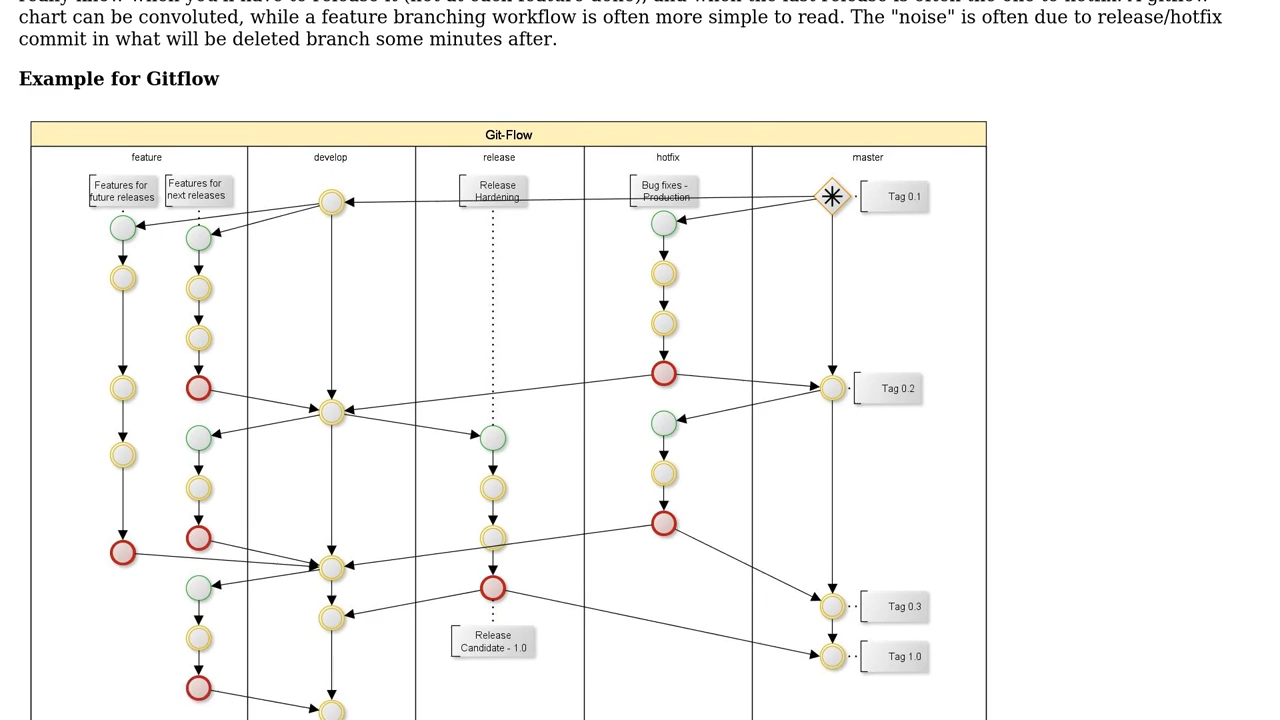 chart can be convoluted, while a feature branching workflow is often more simple to read. The "noise" is often due to release/hotfix
commit in what will be deleted branch some minutes after.
Example for Gitflow
Git-Flow
feature
develop
release
hotfix
master
Features for
future releases
Features for
next releases
Release
Hardening
Bug fixes -
Production
Tag 0.1
Tag 0.2
Tag 0.3
Release
Candidate - 1.0
Tag 1.0